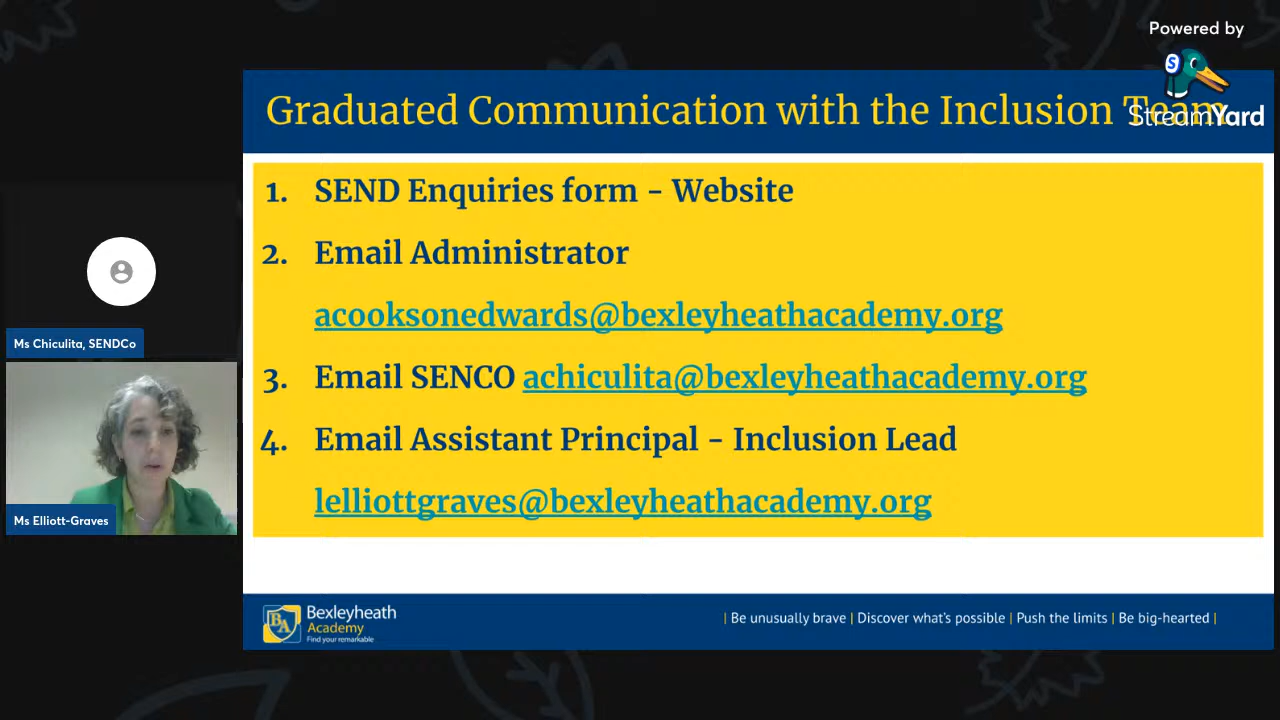 Powered by
StreamYard
Graduated Communication with the Inclusion Team
1. SEND Enquiries form - Website
2. Email Administrator
acooksonedwards@bexleyheathacademy.org
3. Email SENCO achiculita@bexleyheathacademy.org
4. Email Assistant Principal - Inclusion Lead
lelliottgraves@bexleyheathacademy.org
Ms Chiculita, SENDCo
Ms Elliott-Graves
BA
Bexleyheath
Academy
Find your remarkable
| Be unusually brave | Discover what's possible | Push the limits | Be big-hearted |